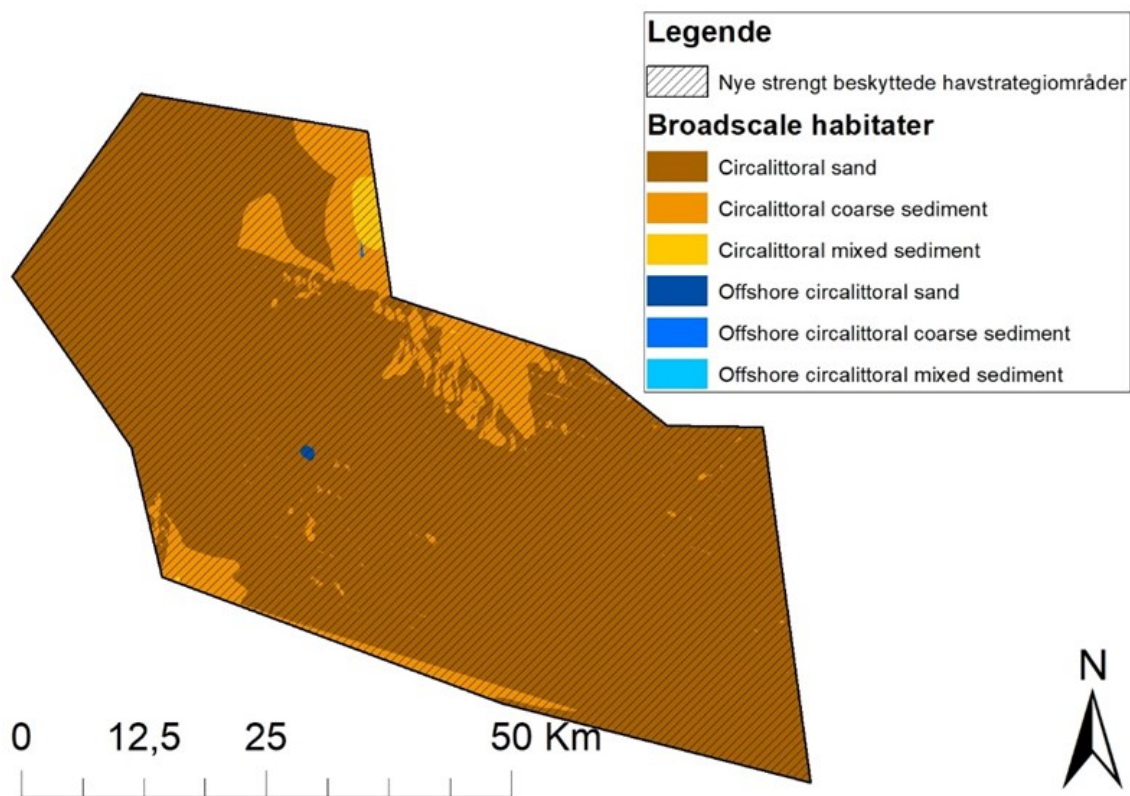 Legende
Nye strengt beskyttede havstrategiområder
Broadscale habitater
Circalittoral sand
Circalittoral coarse sediment
Circalittoral mixed sediment
Offshore circalittoral sand
Offshore circalittoral coarse sediment
Offshore circalittoral mixed sediment
N
0 12,5 25 50 Km